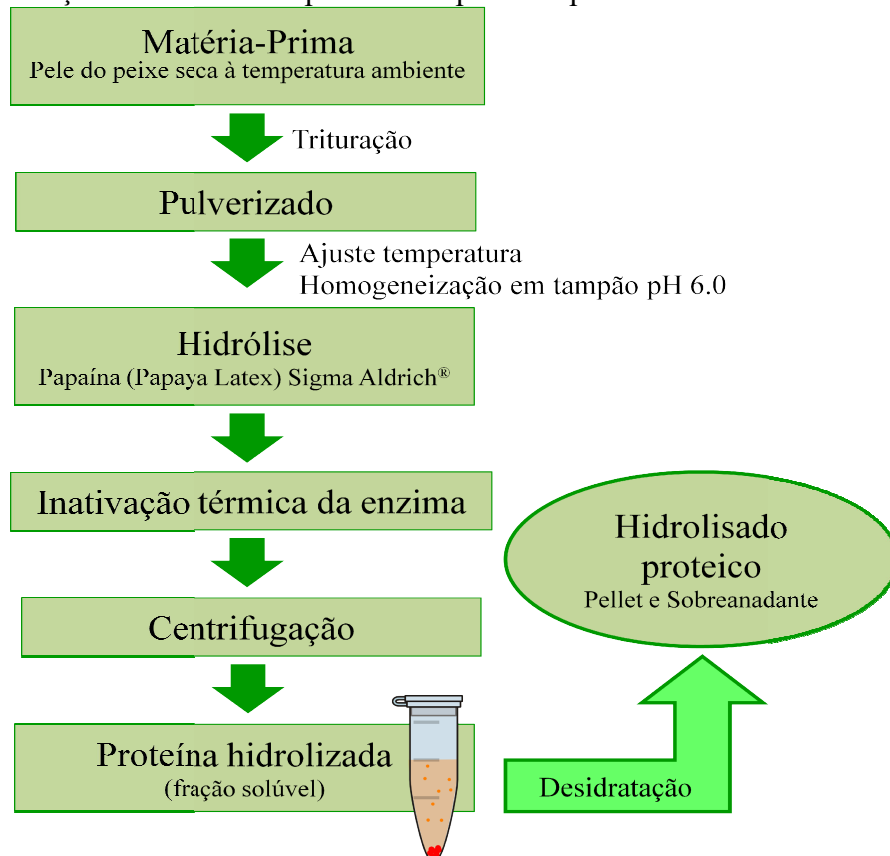 Matéria-Prima
Pele do peixe seca à temperatura ambiente
Trituração
Pulverizado
Ajuste temperatura
Homogeneização em tampão pH 6.0
Hidrólise
Papaína (Papaya Latex) Sigma Aldrich®
Inativação térmica da enzima
Centrifugação
Proteína hidrolizada
(fração solúvel)
Desidratação
Hidrolisado
proteico
Pellet e Sobreanadante